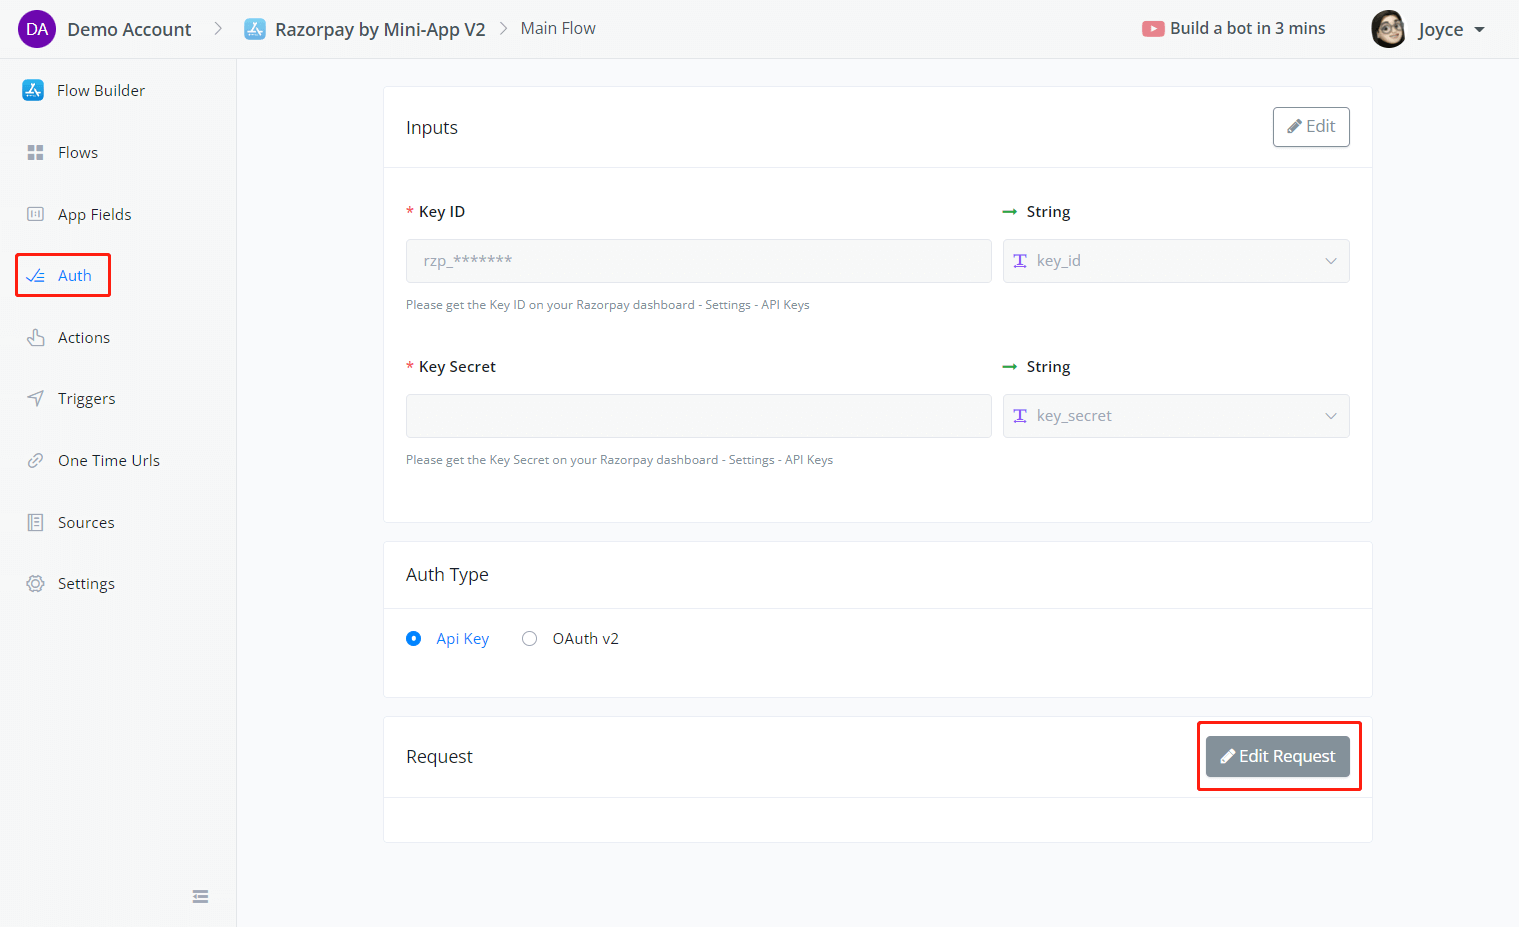 DA Demo Account Razorpay by Mini-App V2 Main Flow Build a bot in 3 mins Joyce
Flow Builder
Flows
App Fields
Auth
Actions
Triggers
One Time Urls
Sources
Settings
Inputs Edit
* Key ID String
rzp_******* key_id
Please get the Key ID on your Razorpay dashboard - Settings - API Keys
* Key Secret String
key_secret
Please get the Key Secret on your Razorpay dashboard - Settings - API Keys
Auth Type
Api Key OAuth v2
Request Edit Request